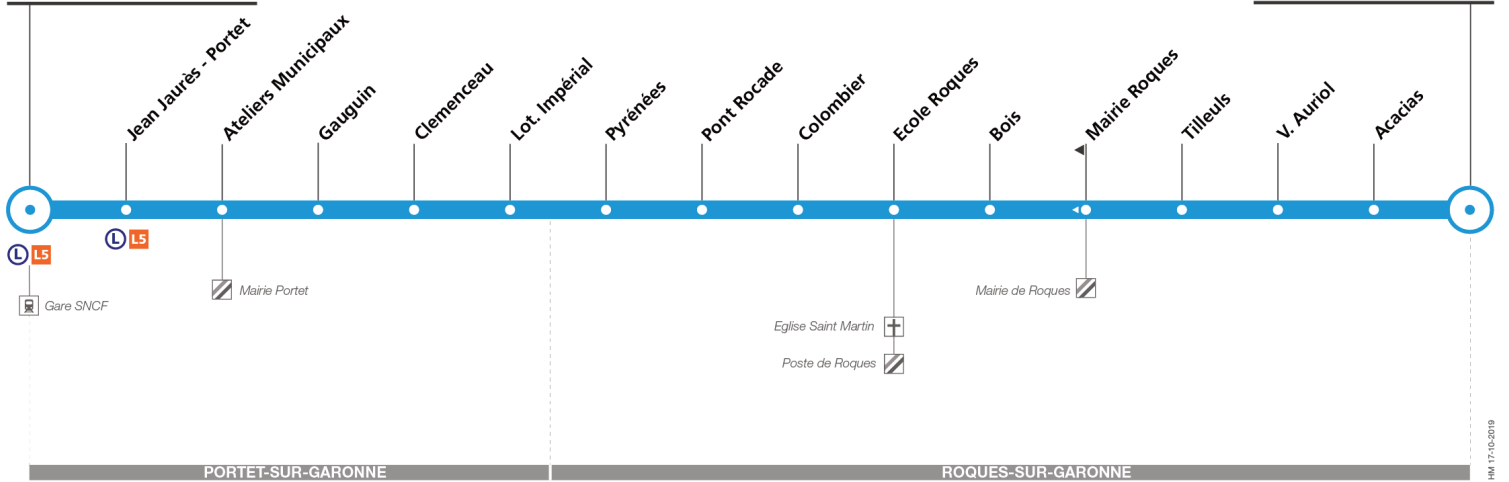 Jean Jaurès - Portet
Ateliers Municipaux
Gauguin
Clemenceau
Lot. Impérial
Pyrénées
Pont Rocade
Colombier
Ecole Roques
Bois
Mairie Roques
Tilleuls
V. Auriol
Acacias
L L5
L L5
Gare SNCF
Mairie Portet
Eglise Saint Martin
Poste de Roques
Mairie de Roques
PORTET-SUR-GARONNE
ROQUES-SUR-GARONNE
HM 17-10-2019